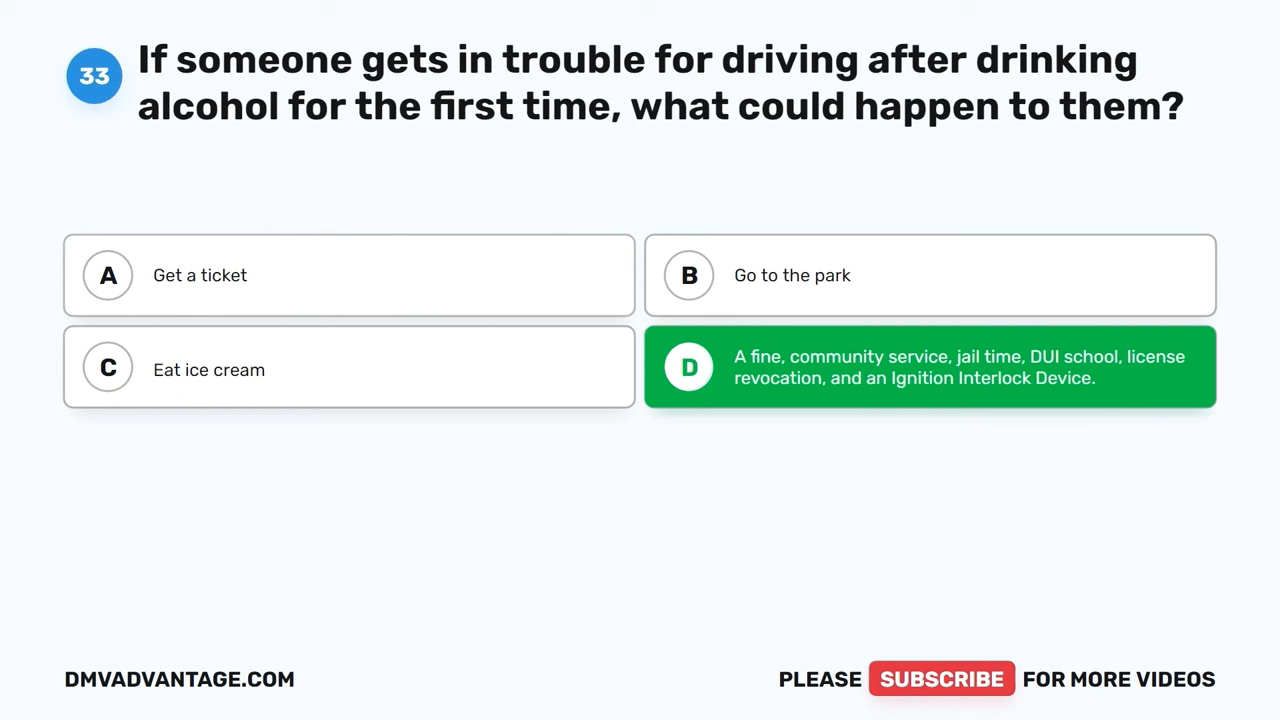 33
If someone gets in trouble for driving after drinking
alcohol for the first time, what could happen to them?
A
Get a ticket
B
Go to the park
C
Eat ice cream
D
A fine, community service, jail time, DUI school, license
revocation, and an Ignition Interlock Device.
DMVADVANTAGE.COM
PLEASE SUBSCRIBE FOR MORE VIDEOS